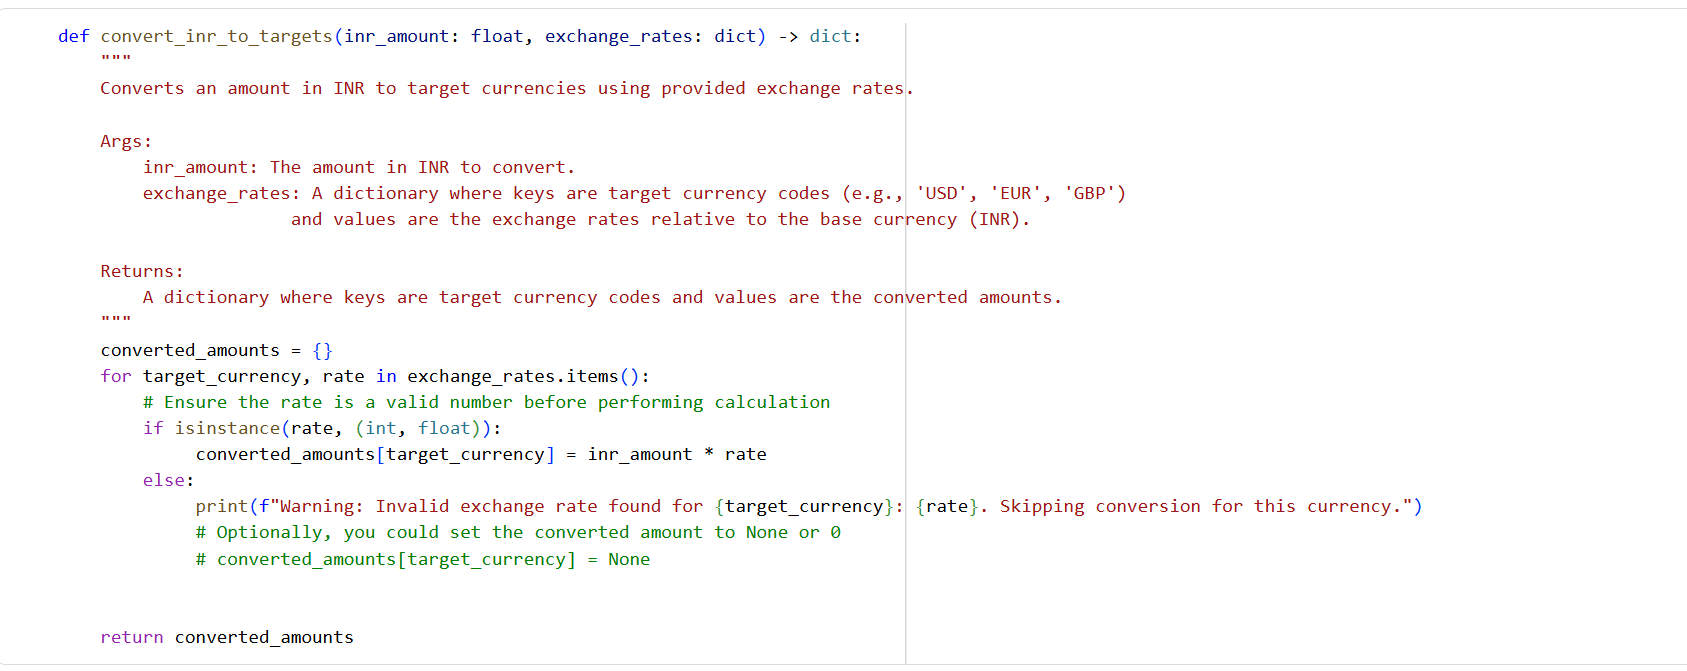 def convert_inr_to_targets(inr_amount: float, exchange_rates: dict) -> dict:
    """
    Converts an amount in INR to target currencies using provided exchange rates.

    Args:
        inr_amount: The amount in INR to convert.
        exchange_rates: A dictionary where keys are target currency codes (e.g., 'USD', 'EUR', 'GBP')
                      and values are the exchange rates relative to the base currency (INR).

    Returns:
        A dictionary where keys are target currency codes and values are the converted amounts.
    """
    converted_amounts = {}
    for target_currency, rate in exchange_rates.items():
        # Ensure the rate is a valid number before performing calculation
        if isinstance(rate, (int, float)):
             converted_amounts[target_currency] = inr_amount * rate
        else:
             print(f"Warning: Invalid exchange rate found for {target_currency}: {rate}. Skipping conversion for this currency.")
             # Optionally, you could set the converted amount to None or 0
             # converted_amounts[target_currency] = None


    return converted_amounts